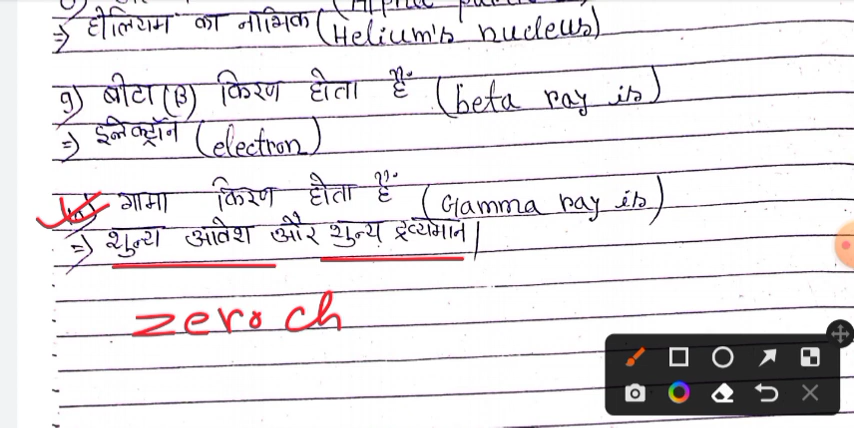 ⇒ हीलियम का नाभिक (Helium's nucleus)
9) बीटा (β) किरण होता है (beta ray is)
⇒ इलेक्ट्रॉन (electron)
गामा किरण होता है (Gamma ray is)
⇒ शुन्य आवेश और शुन्य द्रव्यमान|
zero ch